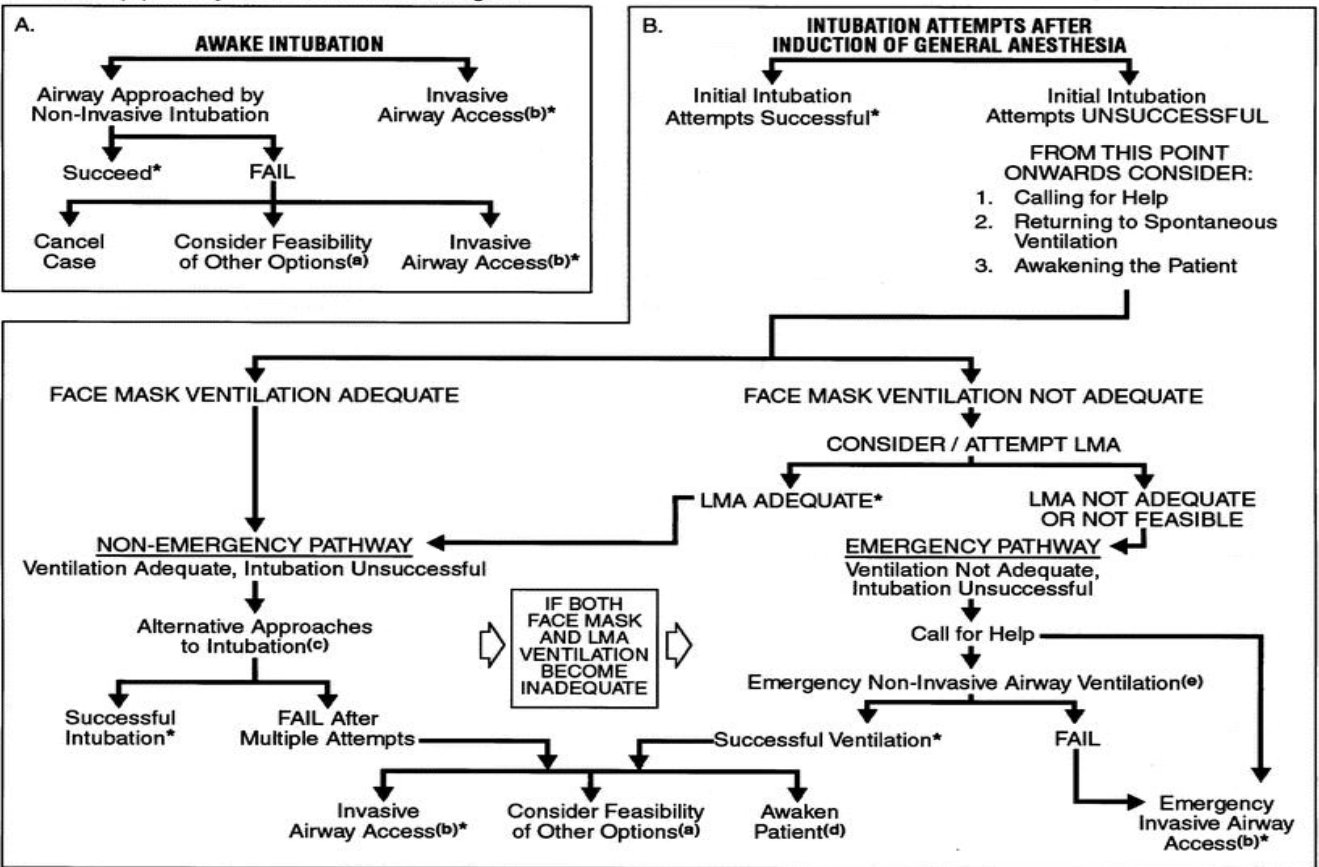 A.
AWAKE INTUBATION
Airway Approached by
Non-Invasive Intubation
Invasive
Airway Access(b)*
Succeed*
FAIL
Cancel
Case
Consider Feasibility
of Other Options(a)
Invasive
Airway Access(b)*
B.
INTUBATION ATTEMPTS AFTER
INDUCTION OF GENERAL ANESTHESIA
Initial Intubation
Attempts Successful*
Initial Intubation
Attempts UNSUCCESSFUL
FROM THIS POINT
ONWARDS CONSIDER:
1. Calling for Help
2. Returning to Spontaneous
Ventilation
3. Awakening the Patient
FACE MASK VENTILATION ADEQUATE
FACE MASK VENTILATION NOT ADEQUATE
CONSIDER / ATTEMPT LMA
LMA ADEQUATE*
LMA NOT ADEQUATE
OR NOT FEASIBLE
NON-EMERGENCY PATHWAY
Ventilation Adequate, Intubation Unsuccessful
EMERGENCY PATHWAY
Ventilation Not Adequate,
Intubation Unsuccessful
IF BOTH
FACE MASK
AND LMA
VENTILATION
BECOME
INADEQUATE
Alternative Approaches
to Intubation(c)
Call for Help
Emergency Non-Invasive Airway Ventilation(e)
Successful
Intubation*
FAIL After
Multiple Attempts
Successful Ventilation*
FAIL
Invasive
Airway Access(b)*
Consider Feasibility
of Other Options(a)
Awaken
Patient(d)
Emergency
Invasive Airway
Access(b)*